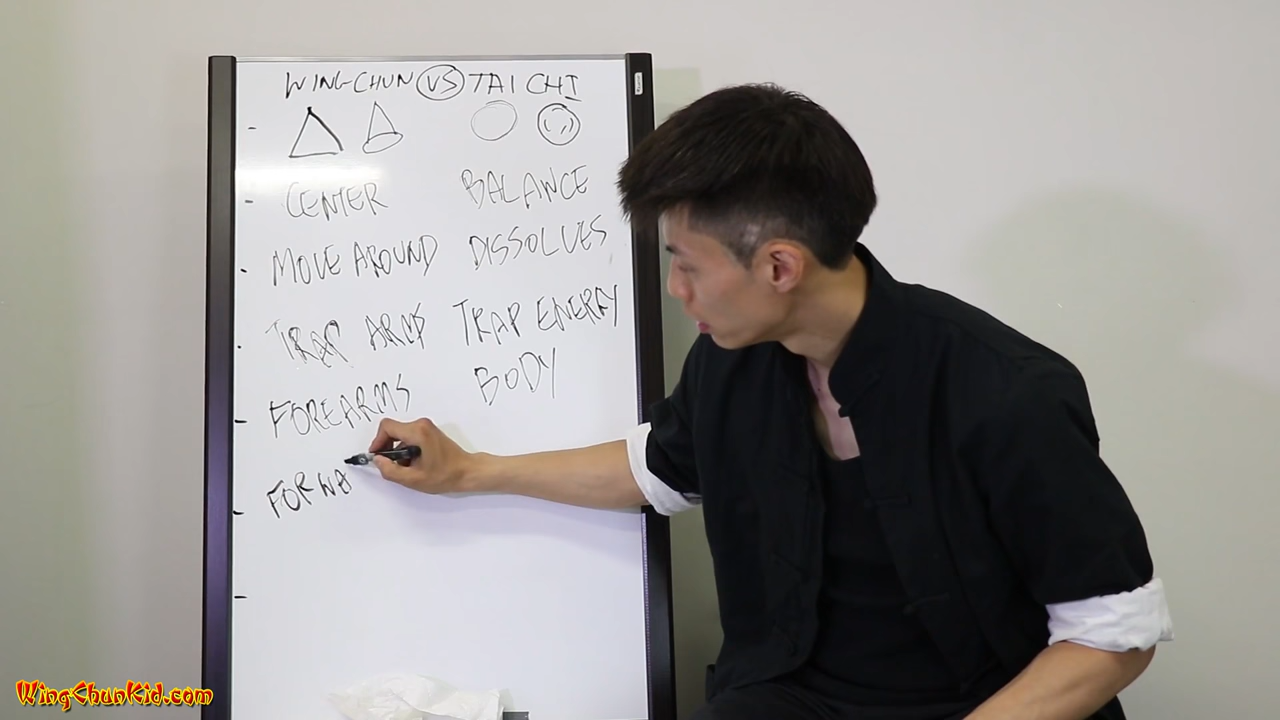 WING CHUN VS TAI CHI
CENTER BALANCE
MOVE AROUND DISSOLVES
TRAP ARMS TRAP ENERGY
FOREARMS BODY
FORWA
WingChunKid.com